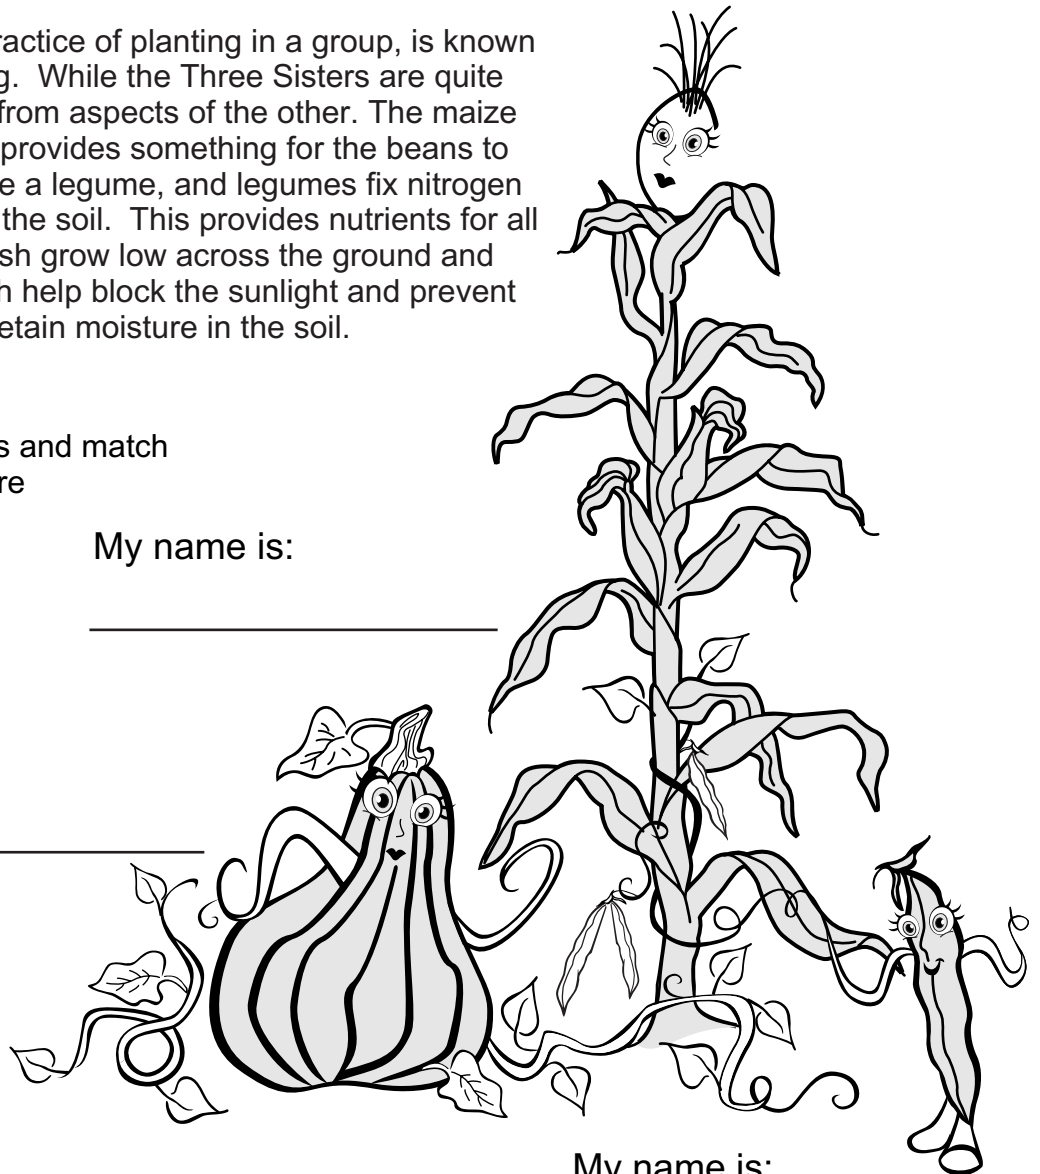 ractice of planting in a group, is known
g.  While the Three Sisters are quite
from aspects of the other. The maize
provides something for the beans to
e a legume, and legumes fix nitrogen
the soil.  This provides nutrients for all
sh grow low across the ground and
h help block the sunlight and prevent
etain moisture in the soil.
s and match
re
My name is:
My name is: